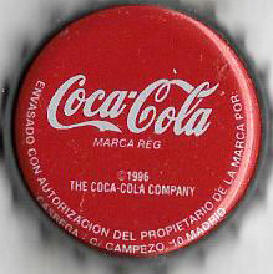 Coca-Cola
MARCA REG
©1996
THE COCA-COLA COMPANY
ENVASADO CON AUTORIZACIÓN DEL PROPIETARIO DE LA MARCA POR:
C/ CAMPEZO, 10 MADRID